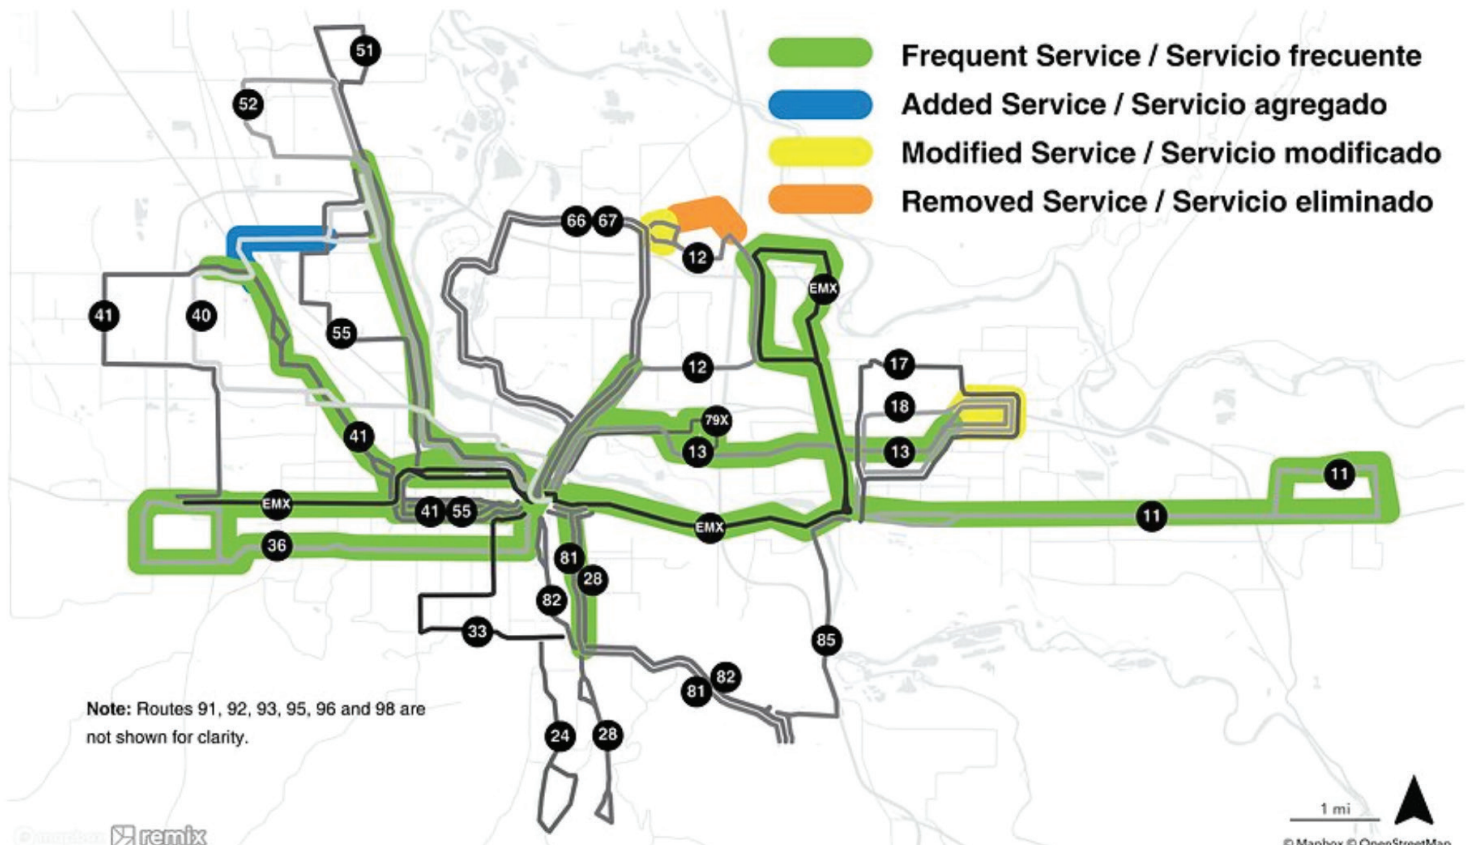 Frequent Service / Servicio frecuente
Added Service / Servicio agregado
Modified Service / Servicio modificado
Removed Service / Servicio eliminado
51
52
66 67
12
EMX
41
40
55
12
17
18
79X
13
13
41
EMX
41 55
EMX
11
11
36
81
28
82
33
85
82
81
24
28
Note: Routes 91, 92, 93, 95, 96 and 98 are
not shown for clarity.
1 mi
mapbox remix
© Mapbox © OpenStreetMap